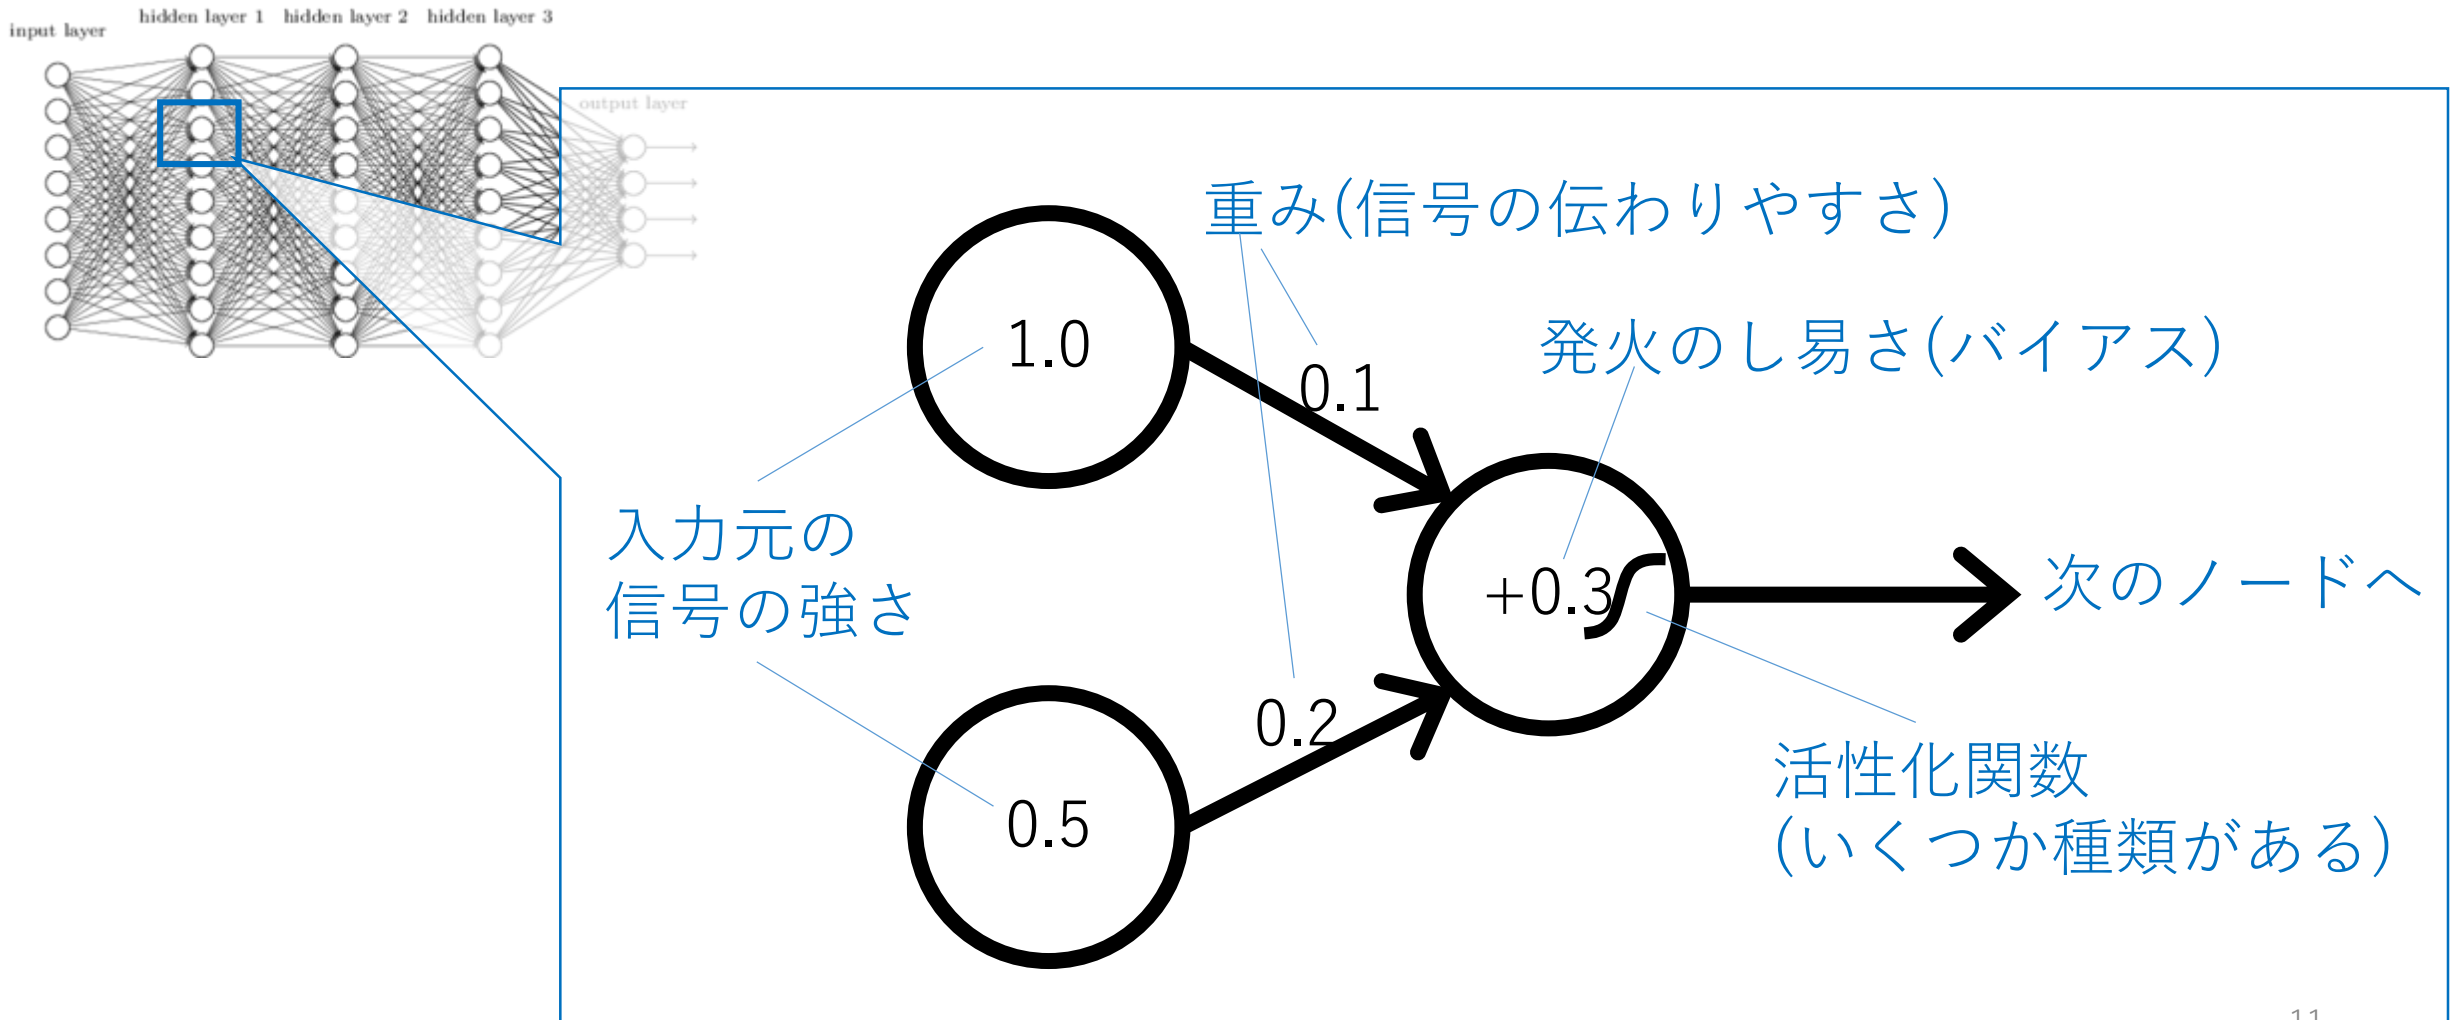 input layer
hidden layer 1
hidden layer 2
hidden layer 3
output layer
重み(信号の伝わりやすさ)
1.0
0.1
発火のし易さ(バイアス)
入力元の
信号の強さ
+0.3
次のノードへ
0.2
0.5
活性化関数
(いくつか種類がある)
11